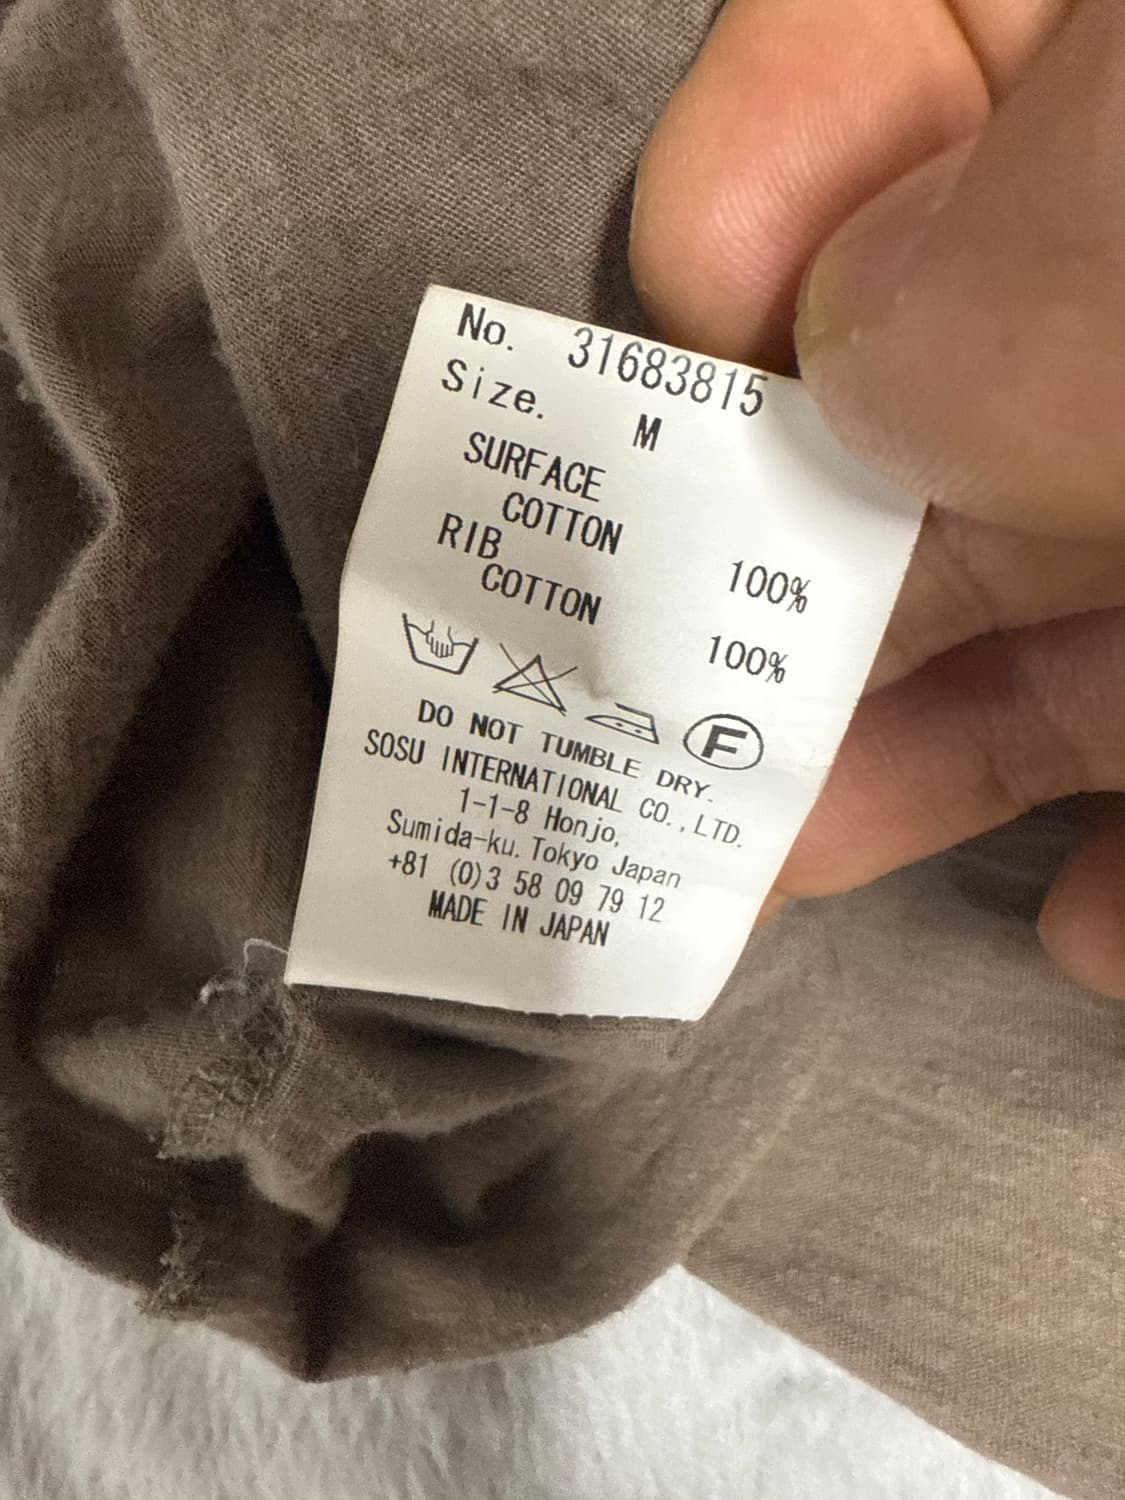 No. 31683815
Size. M
SURFACE
COTTON 100%
RIB
COTTON 100%
F
DO NOT TUMBLE DRY.
SOSU INTERNATIONAL CO.,LTD.
1-1-8 Honjo,
Sumida-ku. Tokyo Japan
+81 (0)3 58 09 79 12
MADE IN JAPAN